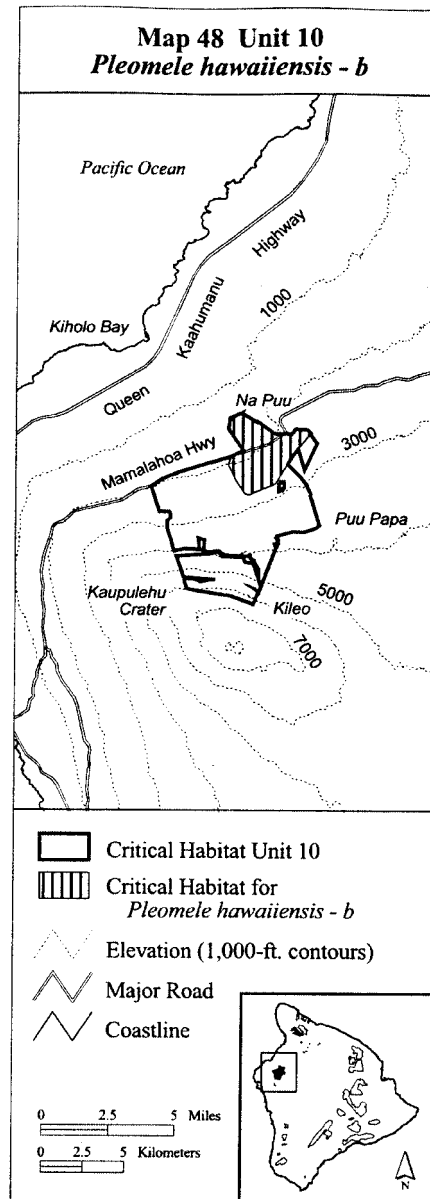 Map 48 Unit 10
Pleomele hawaiiensis - b
Pacific Ocean
Highway
Kaahumanu
1000
Kiholo Bay
Queen
Na Puu
Mamalahoa Hwy
3000
Puu Papa
Kaupulehu
Crater
5000
Kileo
7000
Critical Habitat Unit 10
Critical Habitat for
Pleomele hawaiiensis - b
Elevation (1,000-ft. contours)
Major Road
Coastline
0 2.5 5 Miles
0 2.5 5 Kilometers
N